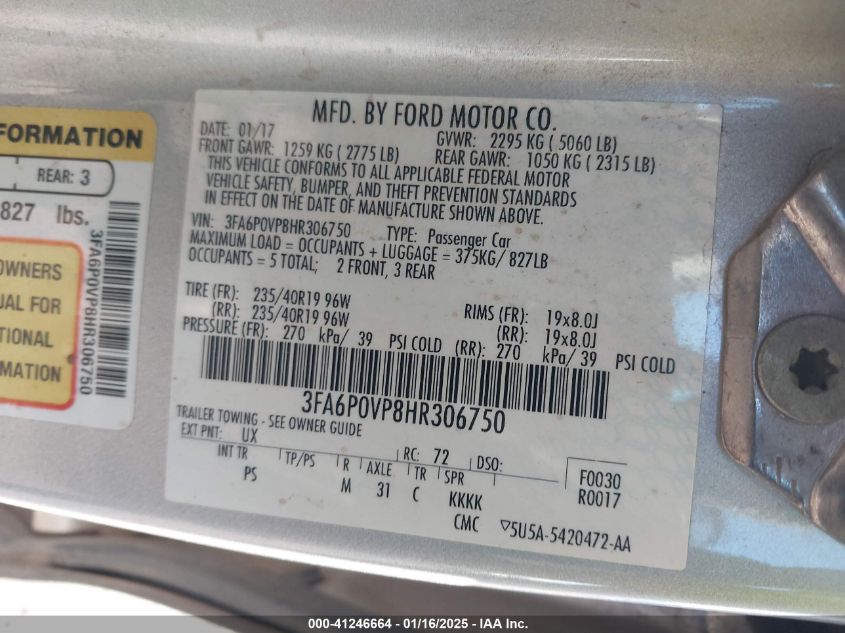 FORMATION
REAR: 3
827 lbs.
OWNERS
UAL FOR
TIONAL
RMATION
3FA6P0VP8HR306750
MFD. BY FORD MOTOR CO.
DATE: 01/17 GVWR: 2295 KG ( 5060 LB)
FRONT GAWR: 1259 KG ( 2775 LB) REAR GAWR: 1050 KG ( 2315 LB)
THIS VEHICLE CONFORMS TO ALL APPLICABLE FEDERAL MOTOR
VEHICLE SAFETY, BUMPER, AND THEFT PREVENTION STANDARDS
IN EFFECT ON THE DATE OF MANUFACTURE SHOWN ABOVE.
VIN: 3FA6P0VP8HR306750 TYPE: Passenger Car
MAXIMUM LOAD = OCCUPANTS + LUGGAGE = 375KG/ 827LB
OCCUPANTS = 5 TOTAL; 2 FRONT, 3 REAR
TIRE (FR): 235/40R19 96W RIMS (FR): 19x8.0J
(RR): 235/40R19 96W (RR): 19x8.0J
PRESSURE (FR): 270 kPa/ 39 PSI COLD (RR): 270 kPa/ 39 PSI COLD
3FA6P0VP8HR306750
TRAILER TOWING - SEE OWNER GUIDE
EXT PNT: UX RC: 72 DSO: F0030
INT TR TP/PS R AXLE TR SPR R0017
PS M 31 C KKKK
CMC ▽5U5A-5420472-AA
000-41246664 - 01/16/2025 - IAA Inc.